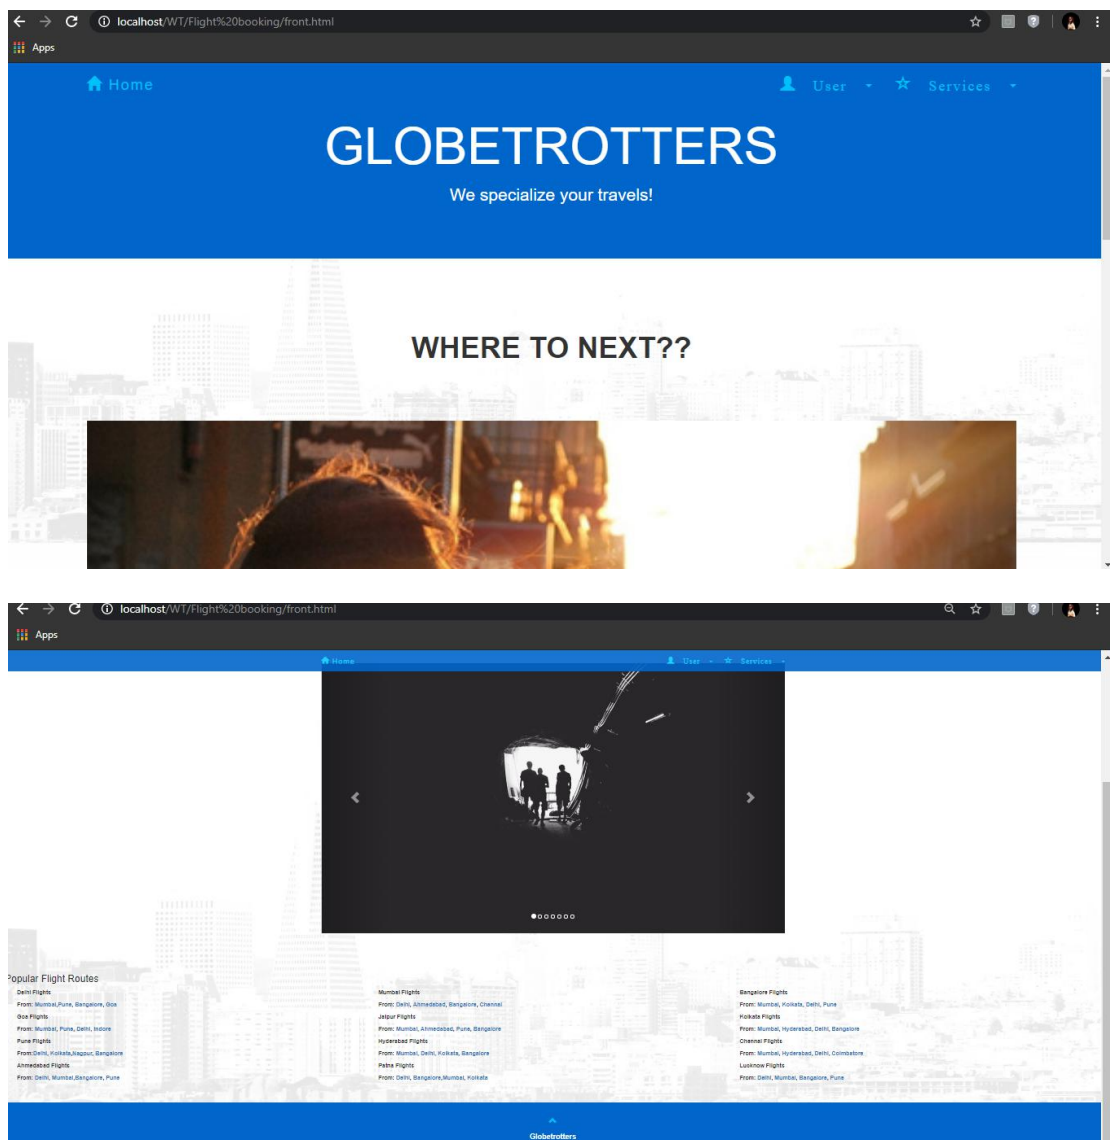 localhost/WT/Flight%20booking/front.html
Apps
Home User Services
GLOBETROTTERS
We specialize your travels!
WHERE TO NEXT??
localhost/WT/Flight%20booking/front.html
Apps
Home User Services
Popular Flight Routes
Delhi Flights
From: Mumbai,Pune, Bangalore, Goa
Goa Flights
From: Mumbai, Pune, Delhi, Indore
Pune Flights
From:Delhi, Kolkata,Nagpur, Bangalore
Ahmedabad Flights
From: Delhi, Mumbai,Bangalore, Pune
Mumbai Flights
From: Delhi, Ahmedabad, Bangalore, Chennai
Jaipur Flights
From: Mumbai, Ahmedabad, Pune, Bangalore
Hyderabad Flights
From: Mumbai, Delhi, Kolkata, Bangalore
Patna Flights
From: Delhi, Bangalore,Mumbai, Kolkata
Bangalore Flights
From: Mumbai, Kolkata, Delhi, Pune
Kolkata Flights
From: Mumbai, Hyderabad, Delhi, Bangalore
Chennai Flights
From: Mumbai, Hyderabad, Delhi, Coimbatore
Lucknow Flights
From: Delhi, Mumbai, Bangalore, Pune
Globetrotters